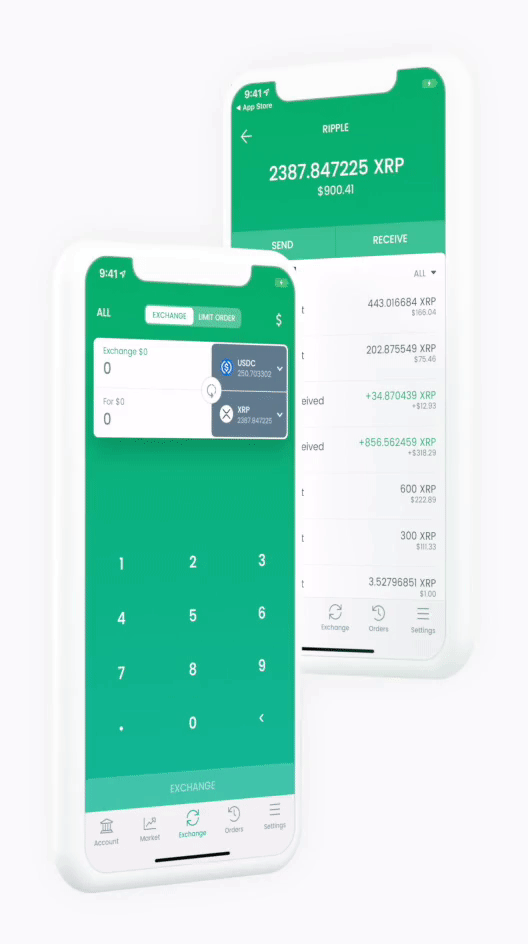 9:41
App Store
RIPPLE
2387.847225 XRP
$900.41
SEND
RECEIVE
ALL
443.016684 XRP
$166.04
202.875549 XRP
$75.46
eived
+34.870439 XRP
+$12.93
eived
+856.562459 XRP
+$318.29
600 XRP
$222.89
300 XRP
$111.33
3.52796851 XRP
$1.00
Exchange
Orders
Settings
9:41
ALL
EXCHANGE
LIMIT ORDER
$
Exchange $0
0
USDC
250.703302
For $0
0
XRP
2387.847225
1 2 3
4 5 6
7 8 9
. 0 <
EXCHANGE
Account
Market
Exchange
Orders
Settings